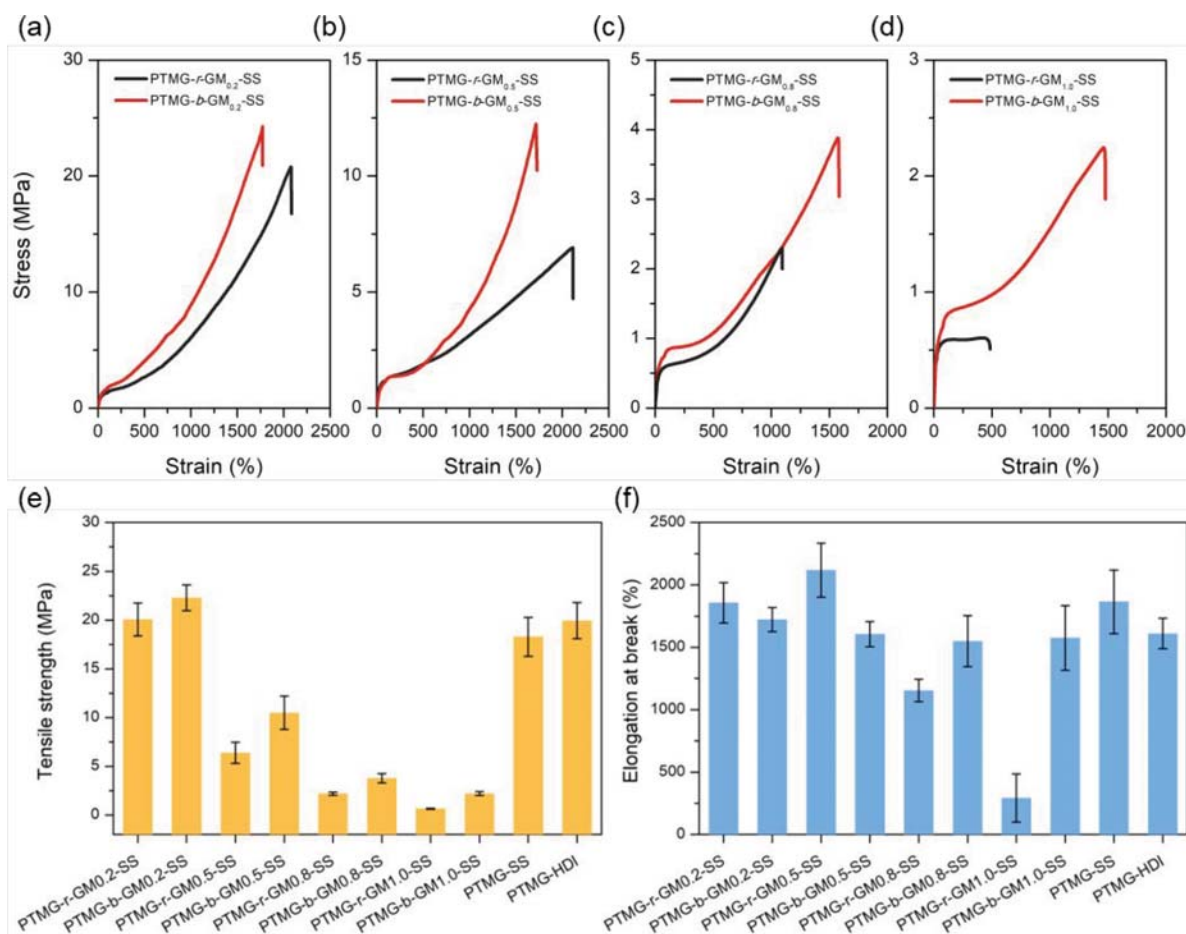 (a)
30
20
10
0
Stress (MPa)
PTMG-r-GM0.2-SS
PTMG-b-GM0.2-SS
0 500 1000 1500 2000 2500
Strain (%)
(b)
15
10
5
0
PTMG-r-GM0.5-SS
PTMG-b-GM0.5-SS
0 500 1000 1500 2000 2500
Strain (%)
(c)
5
4
3
2
1
0
PTMG-r-GM0.8-SS
PTMG-b-GM0.8-SS
0 500 1000 1500 2000
Strain (%)
(d)
3
2
1
0
PTMG-r-GM1.0-SS
PTMG-b-GM1.0-SS
0 500 1000 1500 2000
Strain (%)
(e)
30
25
20
15
10
5
0
Tensile strength (MPa)
PTMG-r-GM0.2-SS
PTMG-b-GM0.2-SS
PTMG-r-GM0.5-SS
PTMG-b-GM0.5-SS
PTMG-r-GM0.8-SS
PTMG-b-GM0.8-SS
PTMG-r-GM1.0-SS
PTMG-b-GM1.0-SS
PTMG-SS
PTMG-HDI
(f)
2500
2000
1500
1000
500
0
Elongation at break (%)
PTMG-r-GM0.2-SS
PTMG-b-GM0.2-SS
PTMG-r-GM0.5-SS
PTMG-b-GM0.5-SS
PTMG-r-GM0.8-SS
PTMG-b-GM0.8-SS
PTMG-r-GM1.0-SS
PTMG-b-GM1.0-SS
PTMG-SS
PTMG-HDI